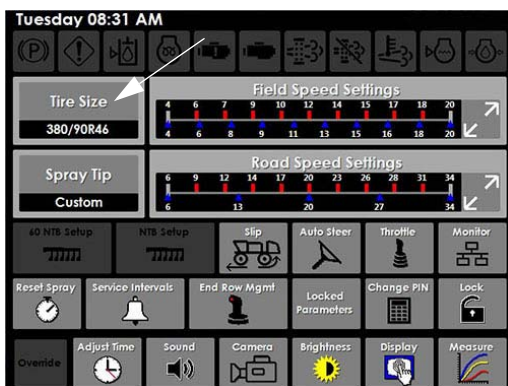 Tuesday 08:31 AM
Tire Size
380/90R46
Field Speed Settings
4 6 7 9 10 12 14 15 17 18 20
4 6 8 9 11 13 15 16 18 20
Spray Tip
Custom
Road Speed Settings
6 9 12 14 17 20 23 26 28 31 34
6 13 20 27 34
60 NTB Setup
NTB Setup
Slip
Auto Steer
Throttle
Monitor
Reset Spray
Service Intervals
End Row Mgmt
Locked
Parameters
Change PIN
Lock
Override
Adjust Time
Sound
Camera
Brightness
Display
Measure